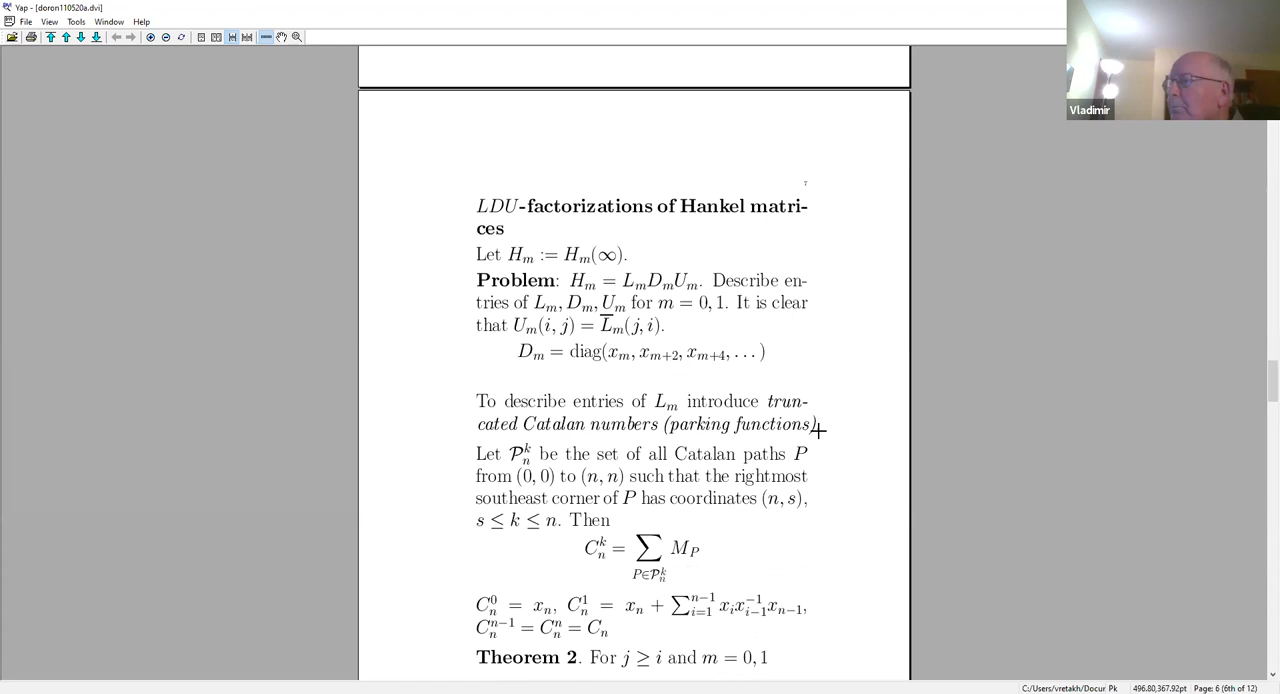 Yap - [doron110520a.dvi]
File View Tools Window Help
Vladimir
7
LDU-factorizations of Hankel matri-
ces
Let H_m := H_m(∞).
Problem: H_m = L_m D_m U_m. Describe en-
tries of L_m, D_m, U_m for m = 0, 1. It is clear
that U_m(i, j) = \overline{L}_m(j, i).
D_m = diag(x_m, x_{m+2}, x_{m+4}, . . . )
To describe entries of L_m introduce trun-
cated Catalan numbers (parking functions)
Let 𝒫_n^k be the set of all Catalan paths P
from (0, 0) to (n, n) such that the rightmost
southeast corner of P has coordinates (n, s),
s ≤ k ≤ n. Then
C_n^k = ∑_{P∈𝒫_n^k} M_P
C_n^0 = x_n, C_n^1 = x_n + ∑_{i=1}^{n−1} x_i x_{i−1}^{−1} x_{n−1},
C_n^{n−1} = C_n^n = C_n
Theorem 2. For j ≥ i and m = 0, 1
C:/Users/vretakh/Docur Pk 496.80,367.92pt Page: 6 (6th of 12)